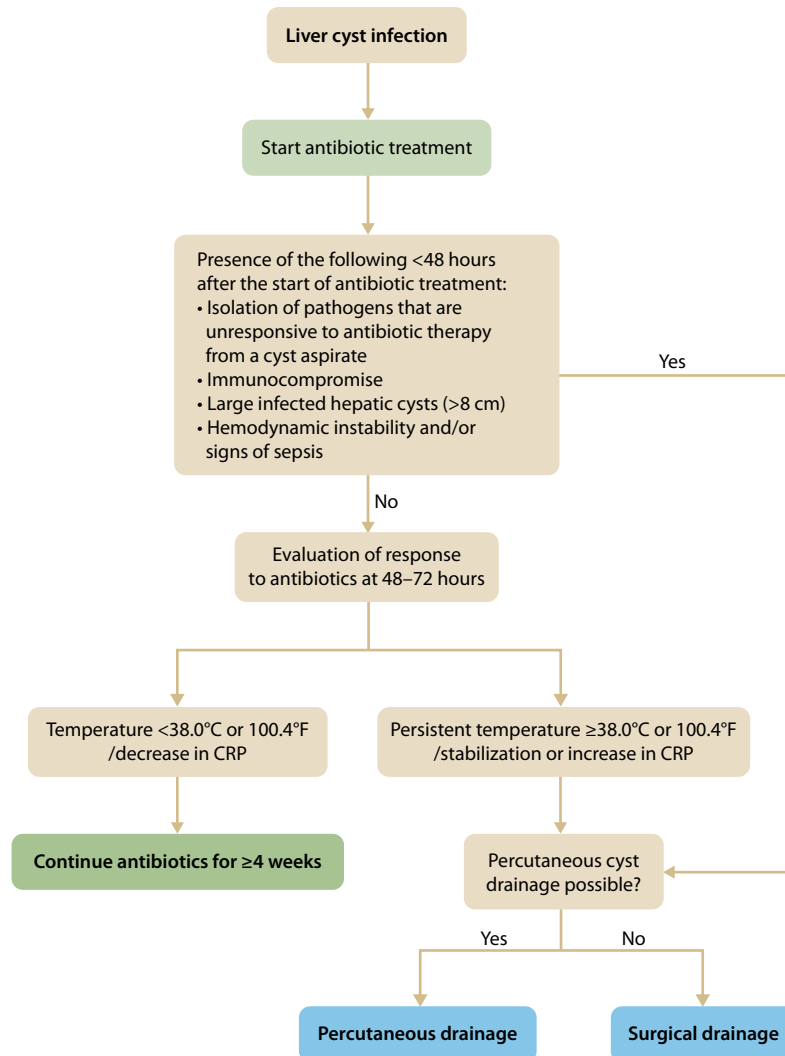 Liver cyst infection
Start antibiotic treatment
Presence of the following <48 hours
after the start of antibiotic treatment:
• Isolation of pathogens that are
unresponsive to antibiotic therapy
from a cyst aspirate
• Immunocompromise
• Large infected hepatic cysts (>8 cm)
• Hemodynamic instability and/or
signs of sepsis
Yes
No
Evaluation of response
to antibiotics at 48–72 hours
Temperature <38.0°C or 100.4°F
/decrease in CRP
Persistent temperature ≥38.0°C or 100.4°F
/stabilization or increase in CRP
Continue antibiotics for ≥4 weeks
Percutaneous cyst
drainage possible?
Yes
No
Percutaneous drainage
Surgical drainage